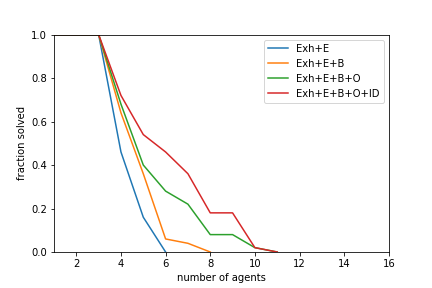 1.0
0.8
0.6
0.4
0.2
0.0
fraction solved
2 4 6 8 10 12 14 16
number of agents
Exh+E
Exh+E+B
Exh+E+B+O
Exh+E+B+O+ID